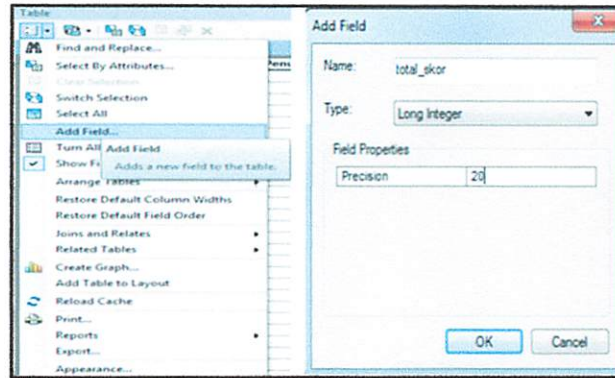 Table
Find and Replace...
Select By Attributes...
Clear Selection
Switch Selection
Select All
Add Field...
Turn All
Add Field
Adds a new field to the table.
Show Fi
Arrange Tables
Restore Default Column Widths
Restore Default Field Order
Joins and Relates
Related Tables
Create Graph...
Add Table to Layout
Reload Cache
Print...
Reports
Export...
Appearance...
Add Field
Name: total_skor
Type: Long Integer
Field Properties
Precision 20
OK Cancel